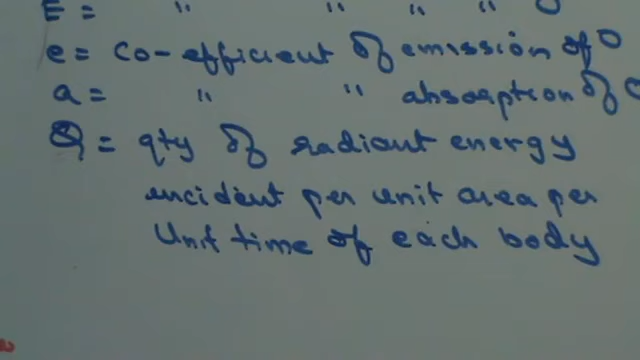 E = " " " " O
e = co-efficient of emission of O
a = " " absorption of O
Q = qty of radiant energy
incident per unit area per
Unit time of each body